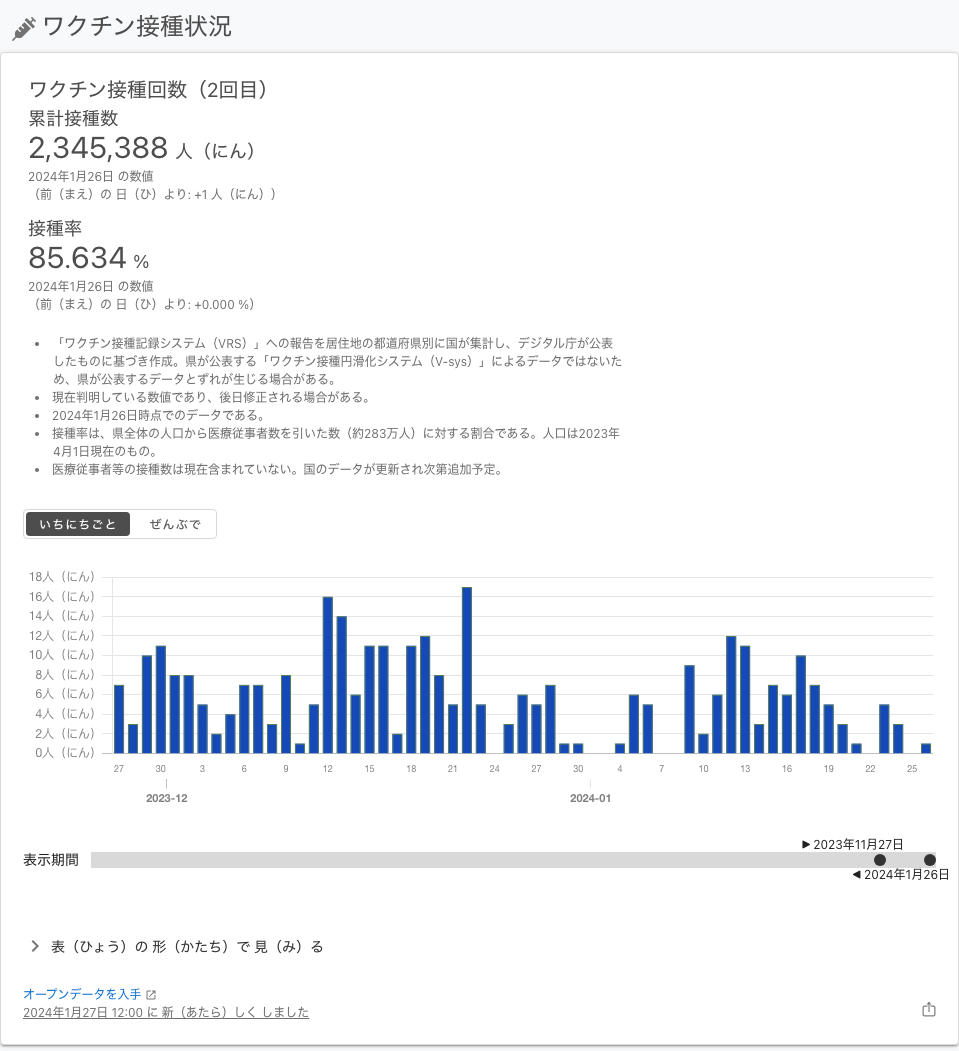 ワクチン接種状況
ワクチン接種回数（2回目）
累計接種数
2,345,388 人（にん）
2024年1月26日 の数値
（前（まえ）の 日（ひ）より: +1 人（にん））
接種率
85.634 %
2024年1月26日 の数値
（前（まえ）の 日（ひ）より: +0.000 %）
• 「ワクチン接種記録システム（VRS）」への報告を居住地の都道府県別に国が集計し、デジタル庁が公表
したものに基づき作成。県が公表する「ワクチン接種円滑化システム（V-sys）」によるデータではないた
め、県が公表するデータとずれが生じる場合がある。
• 現在判明している数値であり、後日修正される場合がある。
• 2024年1月26日時点でのデータである。
• 接種率は、県全体の人口から医療従事者数を引いた数（約283万人）に対する割合である。人口は2023年
4月1日現在のもの。
• 医療従事者等の接種数は現在含まれていない。国のデータが更新され次第追加予定。
いちにちごと ぜんぶで
18人（にん）
16人（にん）
14人（にん）
12人（にん）
10人（にん）
8人（にん）
6人（にん）
4人（にん）
2人（にん）
0人（にん）
27 30 3 6 9 12 15 18 21 24 27 30 4 7 10 13 16 19 22 25
2023-12 2024-01
▶ 2023年11月27日
表示期間
◀ 2024年1月26日
表（ひょう）の 形（かたち）で 見（み）る
オープンデータを入手
2024年1月27日 12:00 に 新（あたら）しく しました